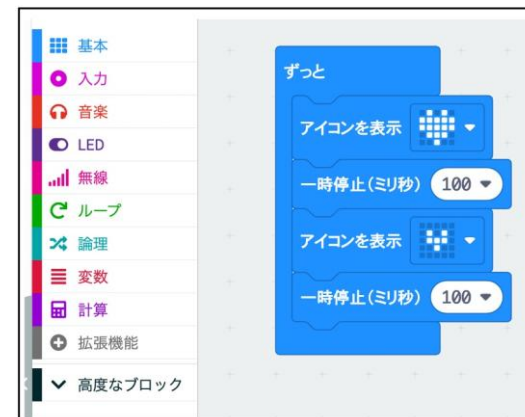 基本
入力
音楽
LED
無線
ループ
論理
変数
計算
拡張機能
高度なブロック
ずっと
アイコンを表示
一時停止(ミリ秒) 100
アイコンを表示
一時停止(ミリ秒) 100